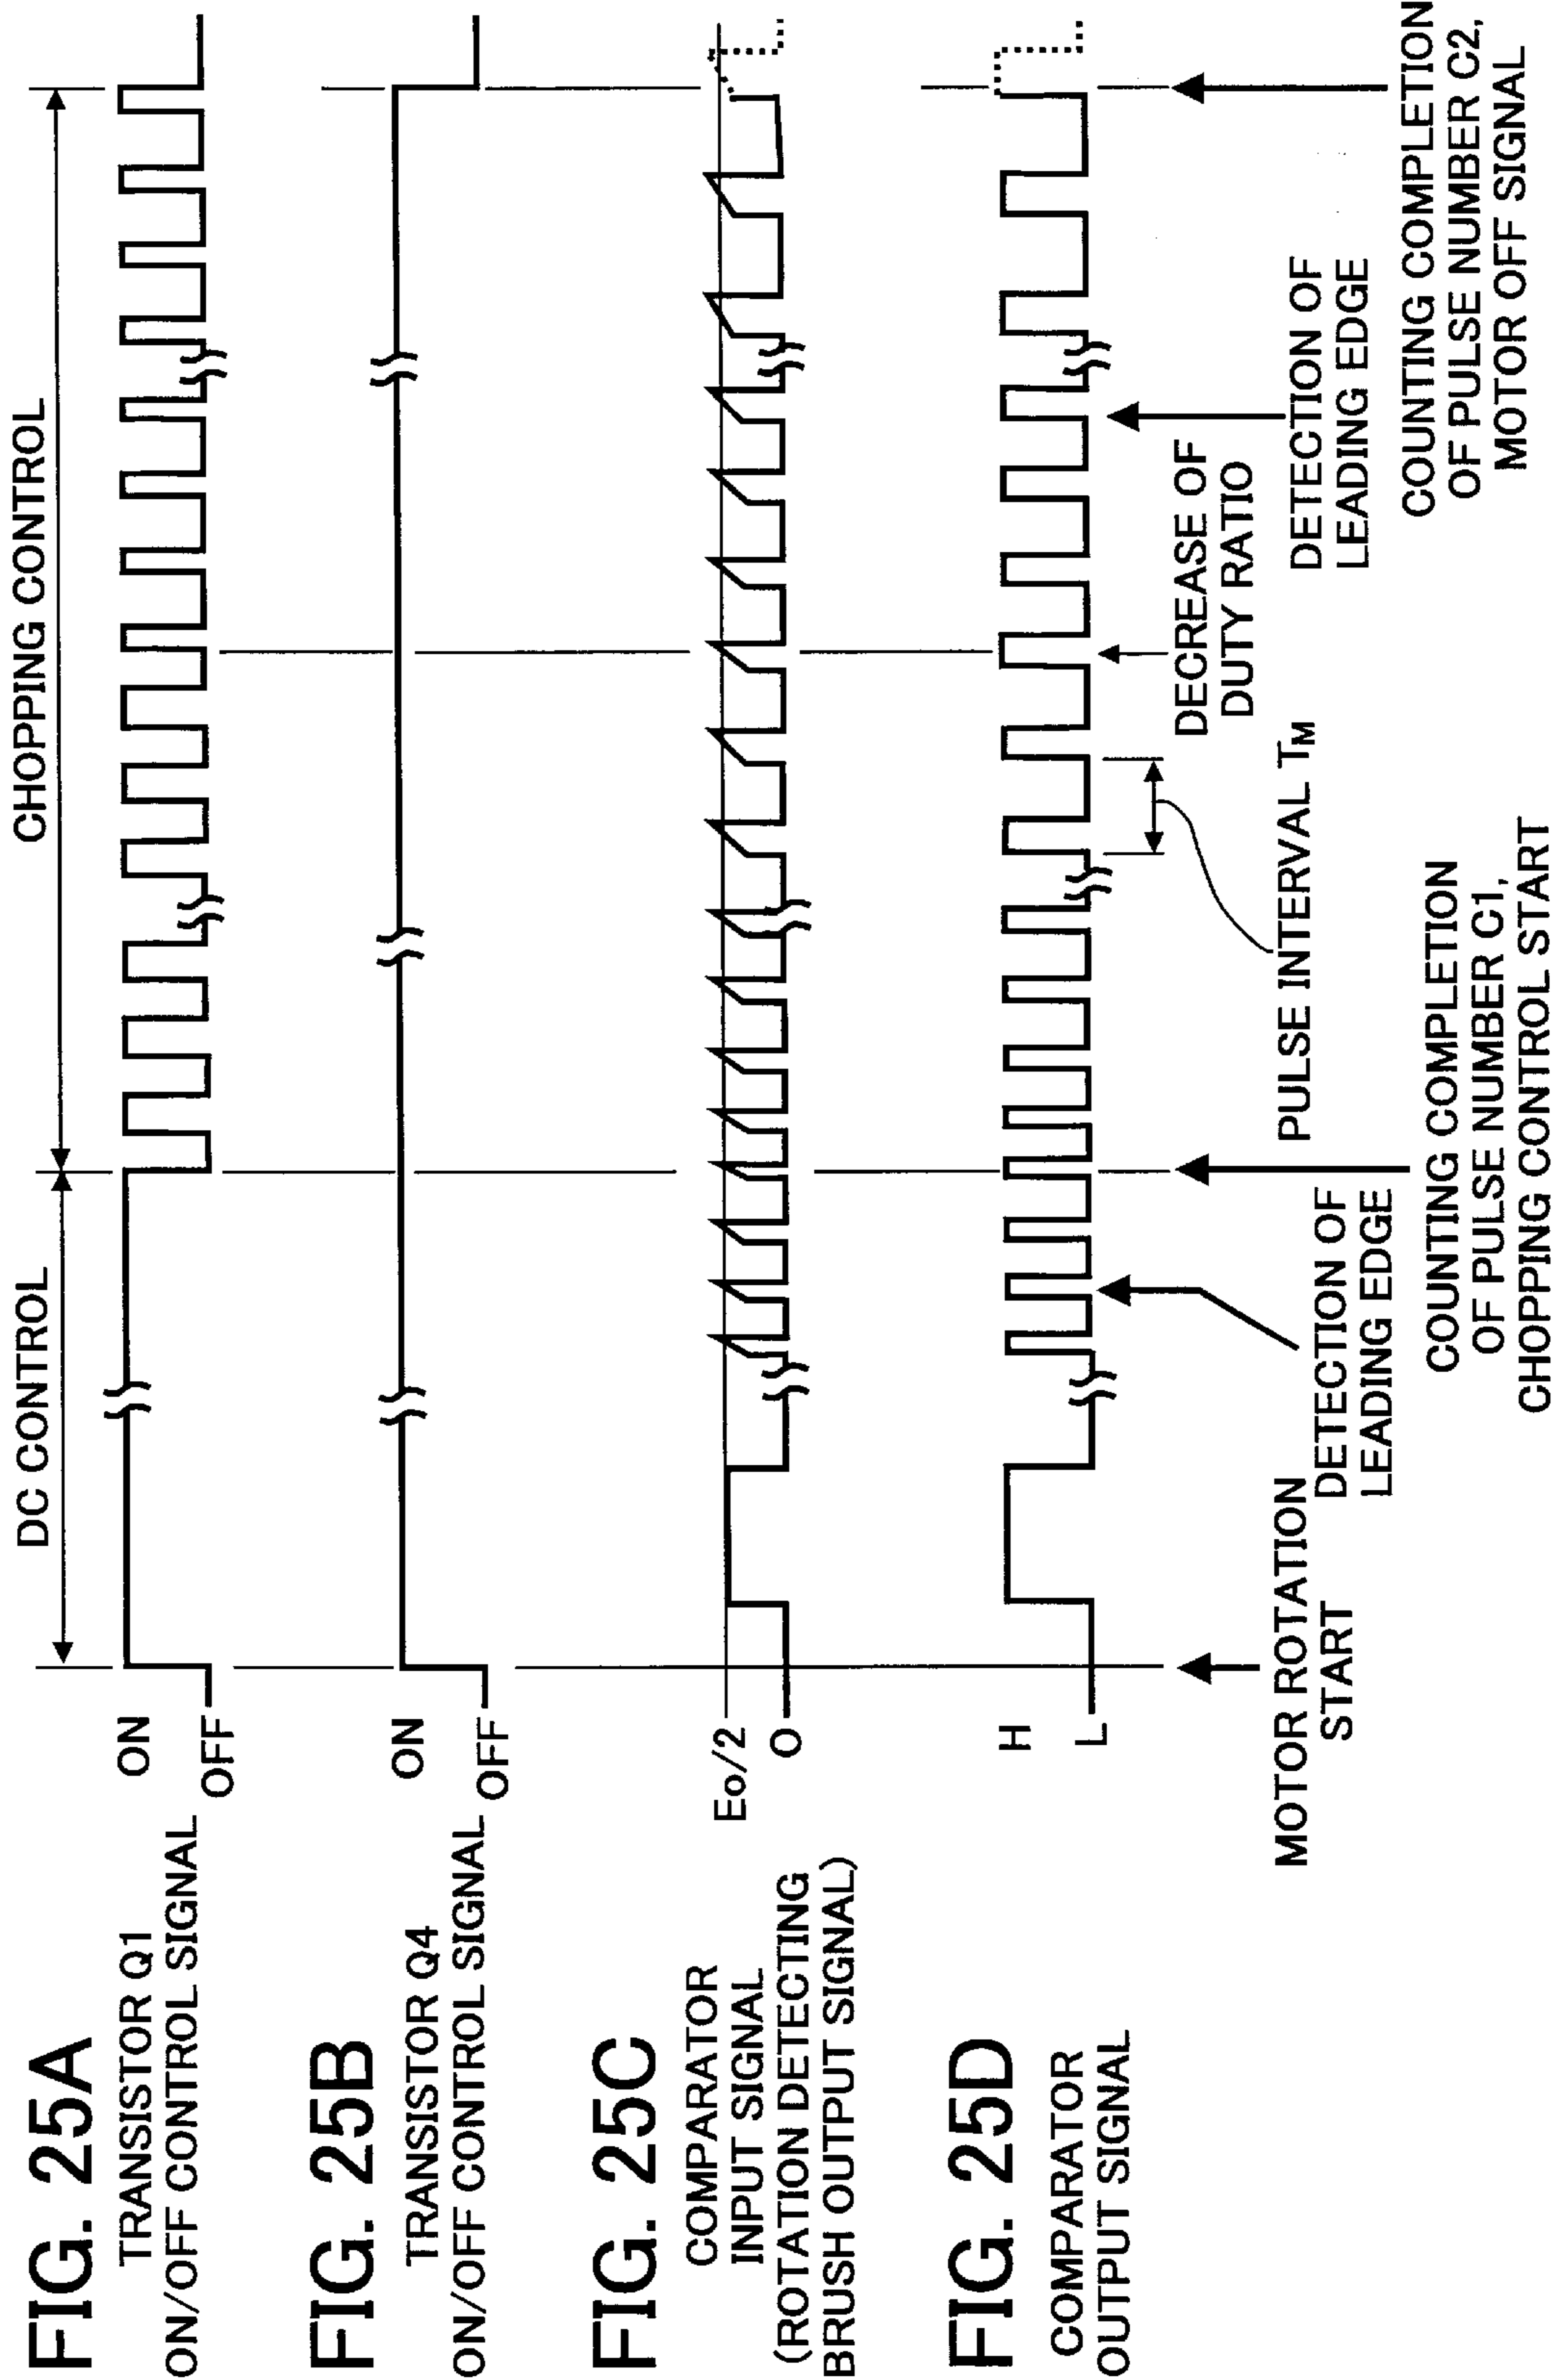 FIG. 25A
TRANSISTOR Q1
ON/OFF CONTROL SIGNAL
ON
OFF
DC CONTROL
CHOPPING CONTROL
FIG. 25B
TRANSISTOR Q4
ON/OFF CONTROL SIGNAL
ON
OFF
FIG. 25C
COMPARATOR
INPUT SIGNAL
(ROTATION DETECTING
BRUSH OUTPUT SIGNAL)
Eo/2
O
FIG. 25D
COMPARATOR
OUTPUT SIGNAL
H
L
MOTOR ROTATION
START
DETECTION OF
LEADING EDGE
COUNTING COMPLETION
OF PULSE NUMBER C1,
CHOPPING CONTROL START
PULSE INTERVAL TM
DECREASE OF
DUTY RATIO
DETECTION OF
LEADING EDGE
COUNTING COMPLETION
OF PULSE NUMBER C2,
MOTOR OFF SIGNAL